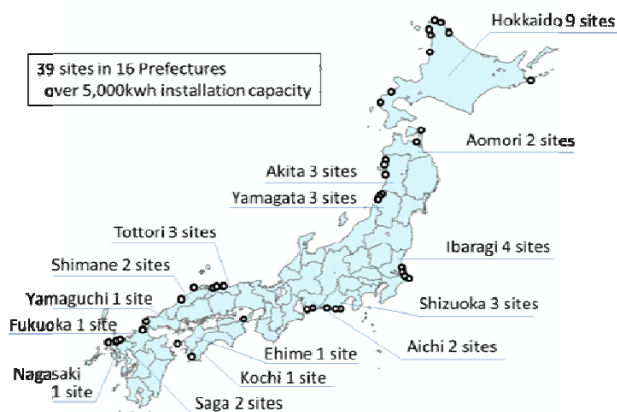 Hokkaido 9 sites
39 sites in 16 Prefectures
over 5,000kwh installation capacity
Aomori 2 sites
Akita 3 sites
Yamagata 3 sites
Tottori 3 sites
Ibaragi 4 sites
Shimane 2 sites
Yamaguchi 1 site
Shizuoka 3 sites
Fukuoka 1 site
Aichi 2 sites
Ehime 1 site
Nagasaki
1 site
Kochi 1 site
Saga 2 sites